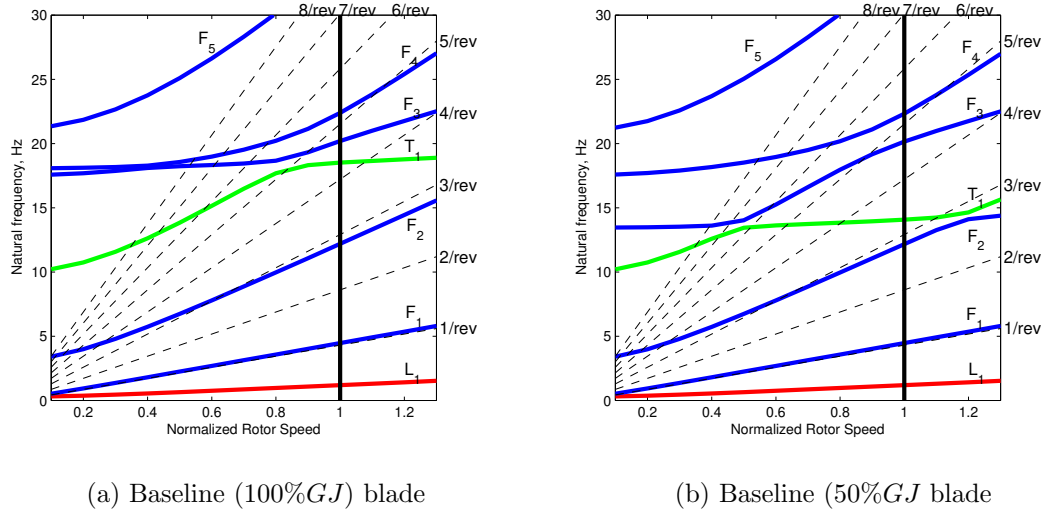 8/rev 7/rev 6/rev
5/rev
4/rev
3/rev
2/rev
1/rev
F5
F4
F3
T1
F2
F1
L1
30
25
20
15
10
5
0
Natural frequency, Hz
0.2 0.4 0.6 0.8 1 1.2
Normalized Rotor Speed
(a) Baseline (100%GJ) blade
8/rev 7/rev 6/rev
5/rev
4/rev
3/rev
2/rev
1/rev
F5
F4
F3
T1
F2
F1
L1
30
25
20
15
10
5
0
Natural frequency, Hz
0.2 0.4 0.6 0.8 1 1.2
Normalized Rotor Speed
(b) Baseline (50%GJ blade